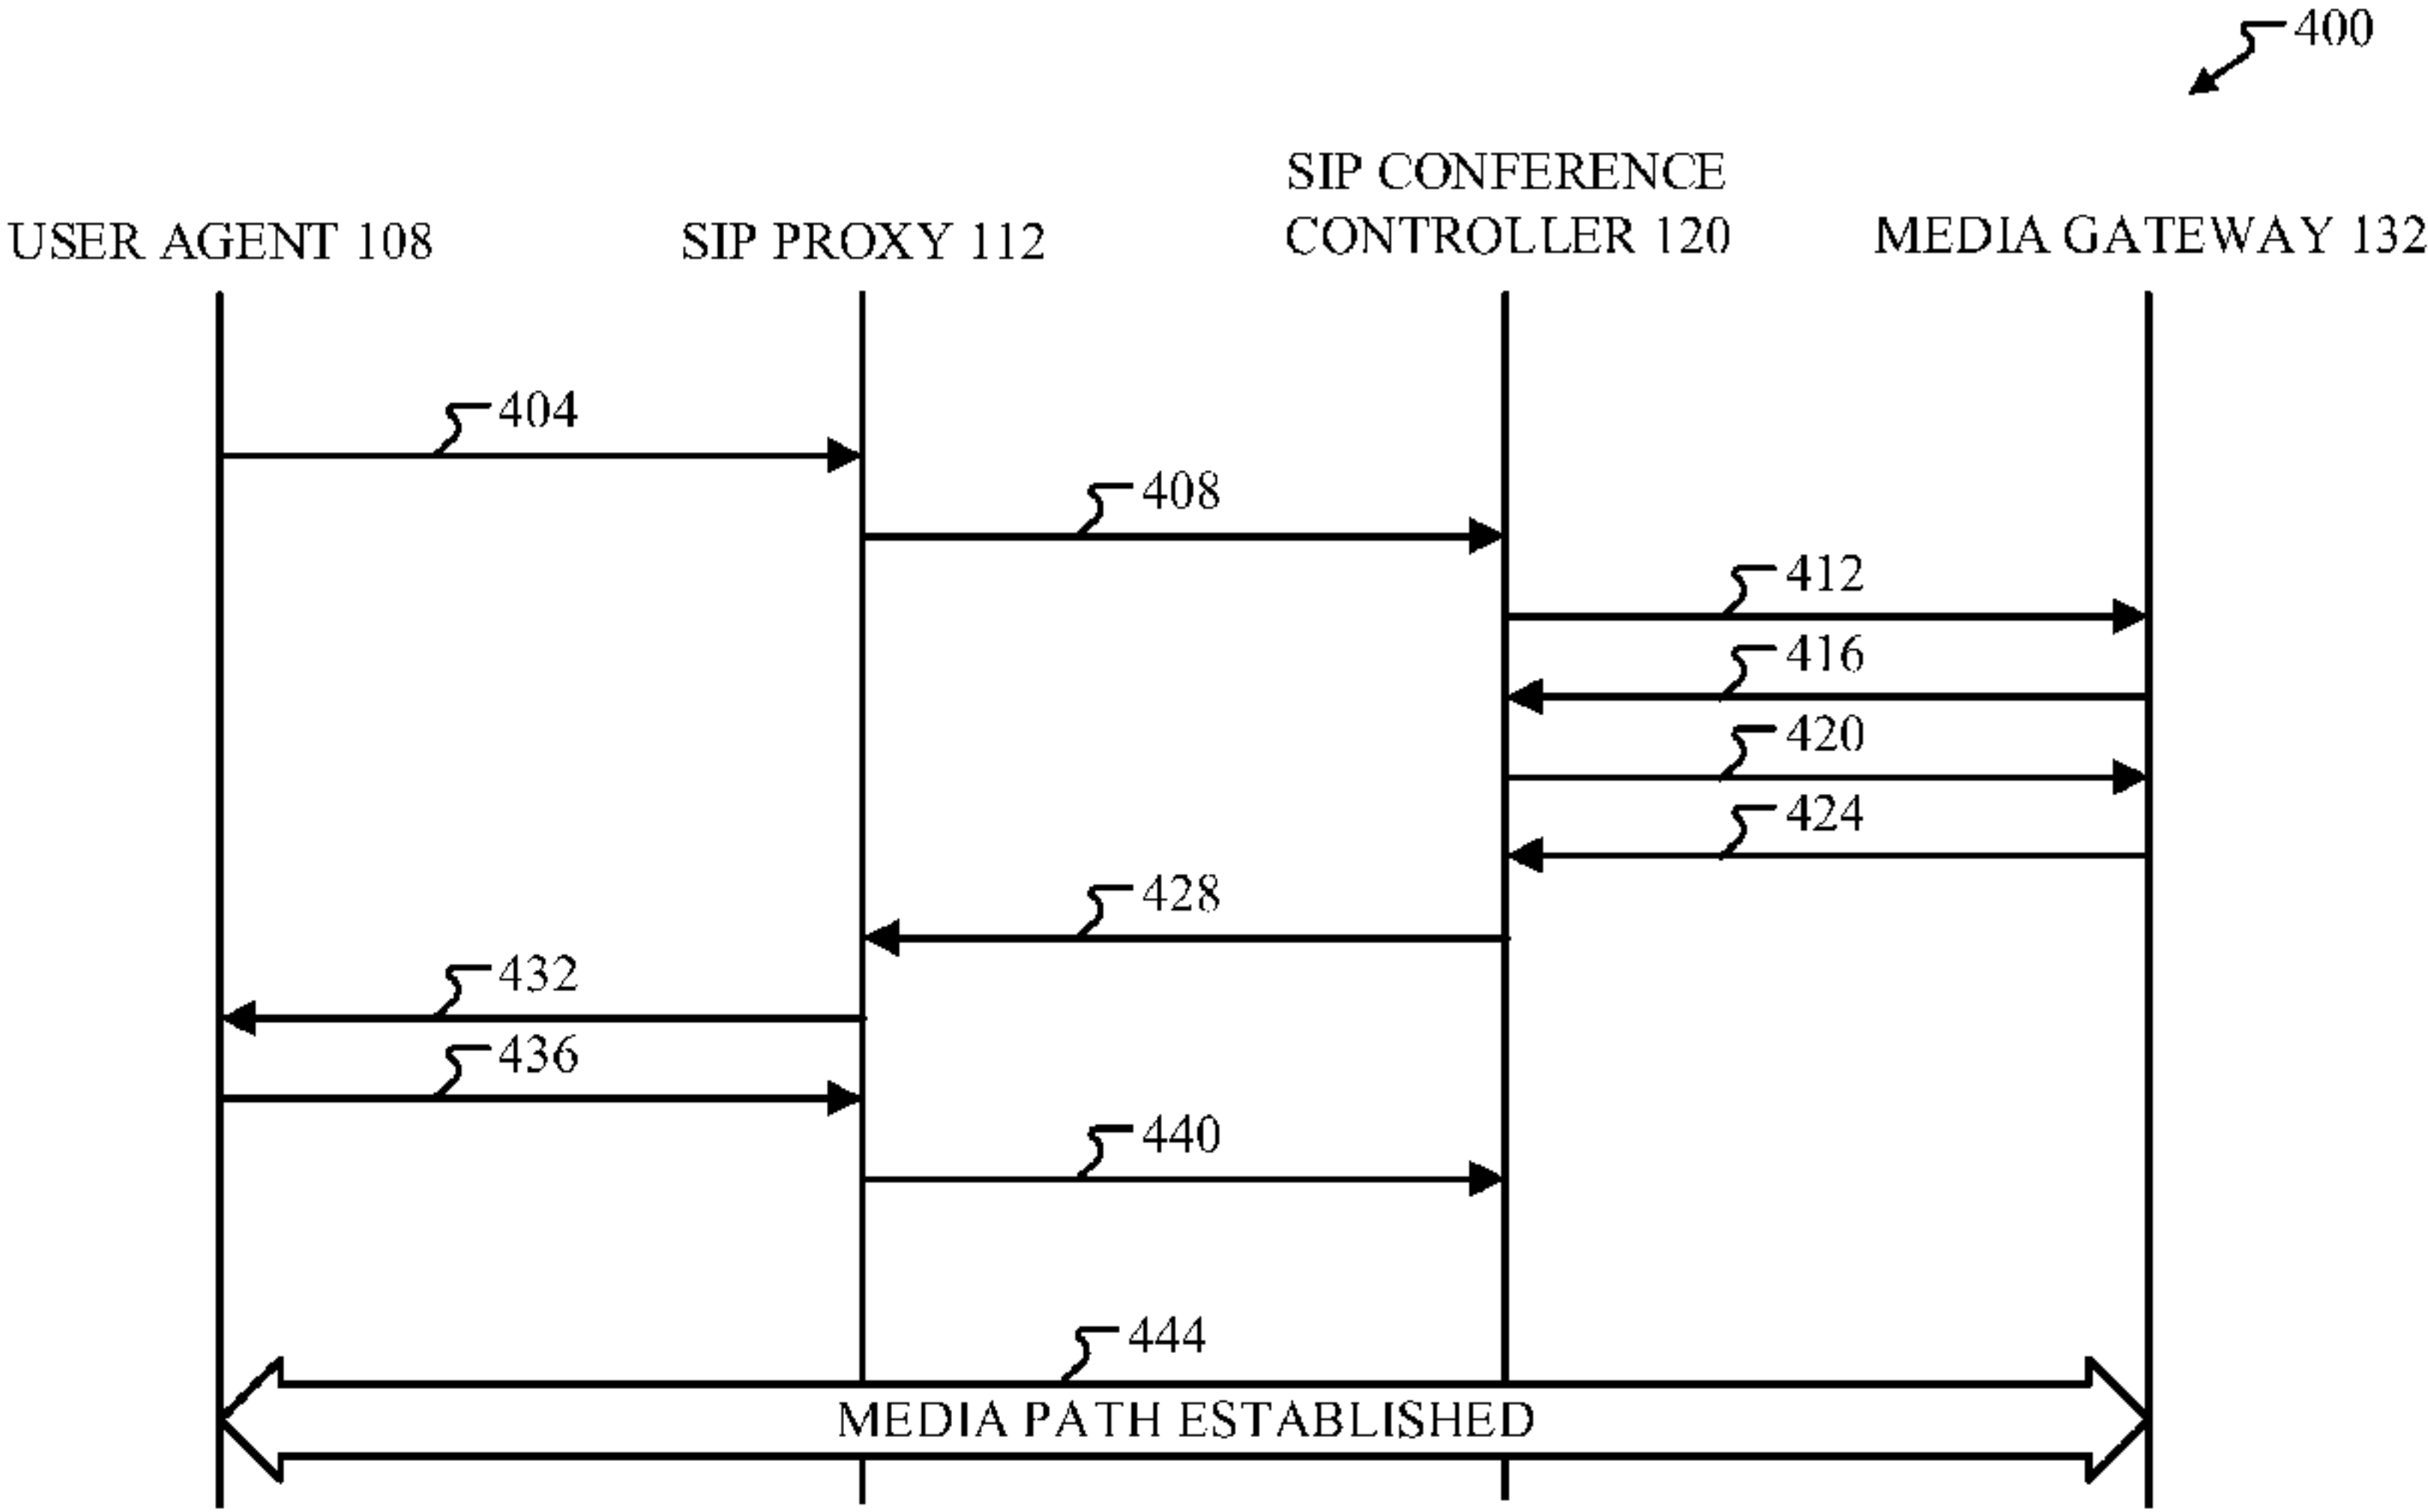 400
SIP CONFERENCE
CONTROLLER 120
USER AGENT 108
SIP PROXY 112
MEDIA GATEWAY 132
404
408
412
416
420
424
428
432
436
440
444
MEDIA PATH ESTABLISHED